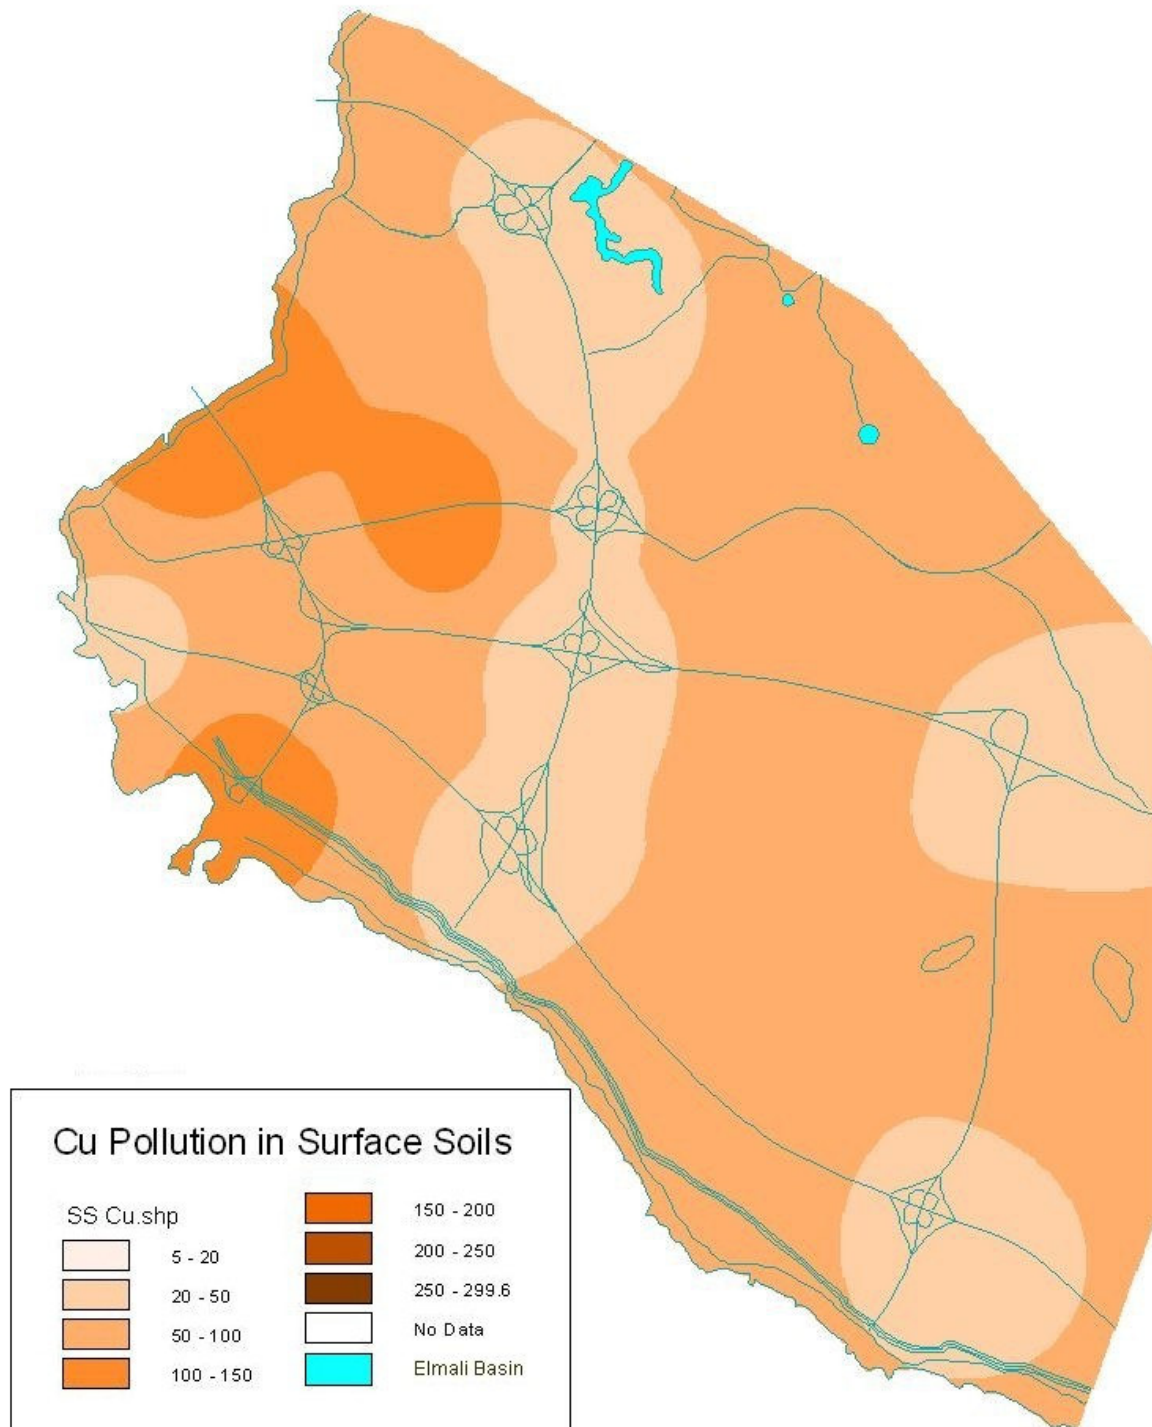 Cu Pollution in Surface Soils
SS Cu.shp
5 - 20
20 - 50
50 - 100
100 - 150
150 - 200
200 - 250
250 - 299.6
No Data
Elmali Basin